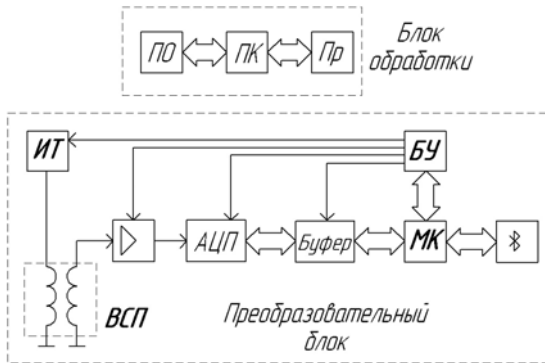 ПО ПК Пр
Блок
обработки
ИТ БУ
АЦП Буфер МК
ВСП
Преобразовательный
блок